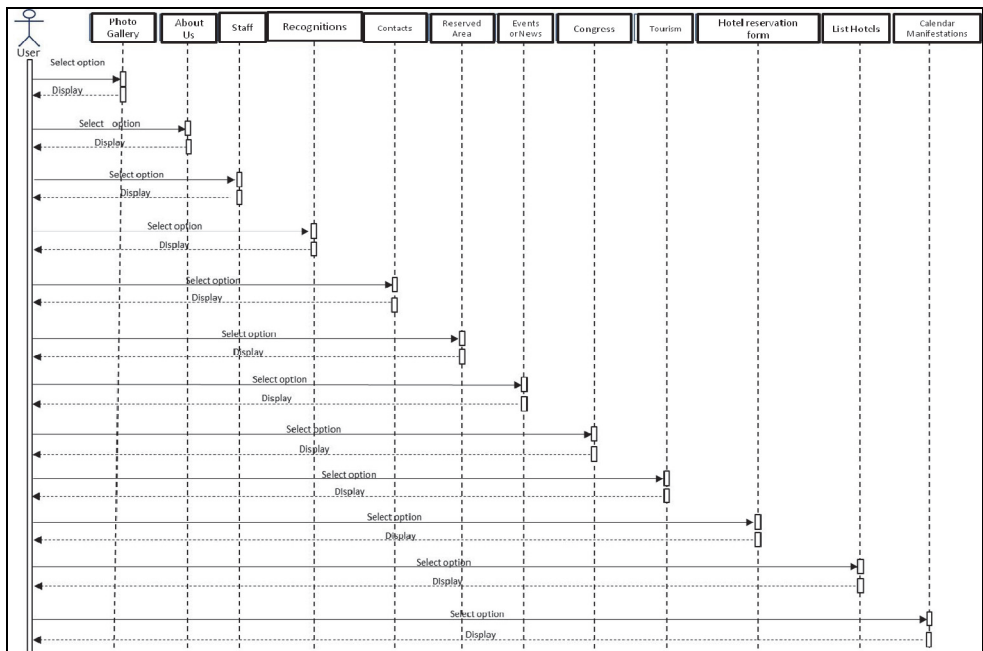 Photo
Gallery
About
Us
Staff
Recognitions
Contacts
Reserved
Area
Events
or News
Congress
Tourism
Hotel reservation
form
List Hotels
Calendar
Manifestations
User
Select option
Display
Select option
Display
Select option
Display
Select option
Display
Select option
Display
Select option
Display
Select option
Display
Select option
Display
Select option
Display
Select option
Display
Select option
Display
Select option
Display